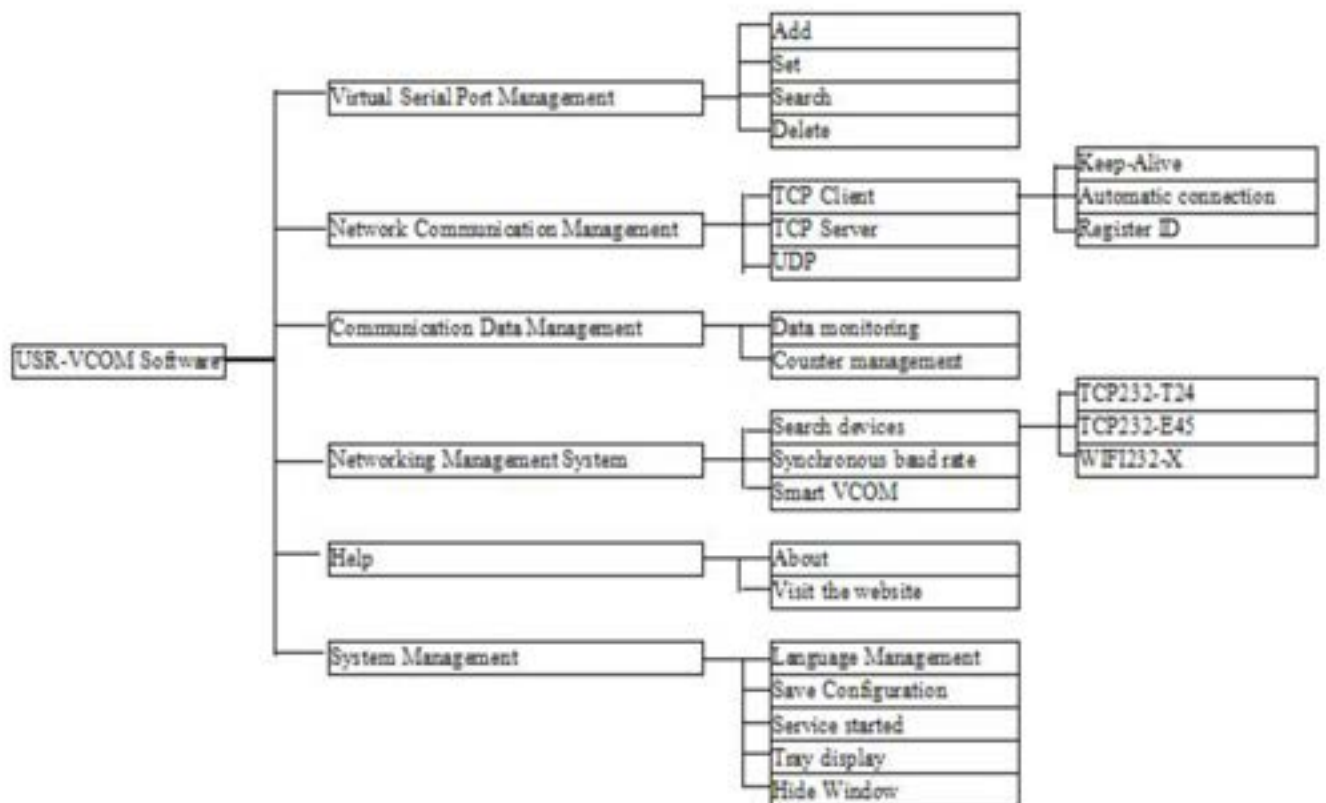 USR-VCOM Software
Virtual Serial Port Management
Add
Set
Search
Delete
Network Communication Management
TCP Client
TCP Server
UDP
Keep-Alive
Automatic connection
Register ID
Communication Data Management
Data monitoring
Counter management
Networking Management System
Search devices
Synchronous baud rate
Smart VCOM
TCP232-T24
TCP232-E45
WIFI232-X
Help
About
Visit the website
System Management
Language Management
Save Configuration
Service started
Tray display
Hide Window